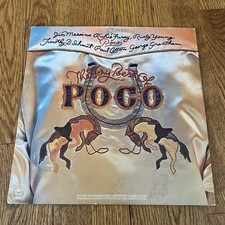 Jim Messina Richie Furay Rusty Young
Timothy B. Schmit Paul Cotton George Grantham
The Very Best Of
POCO